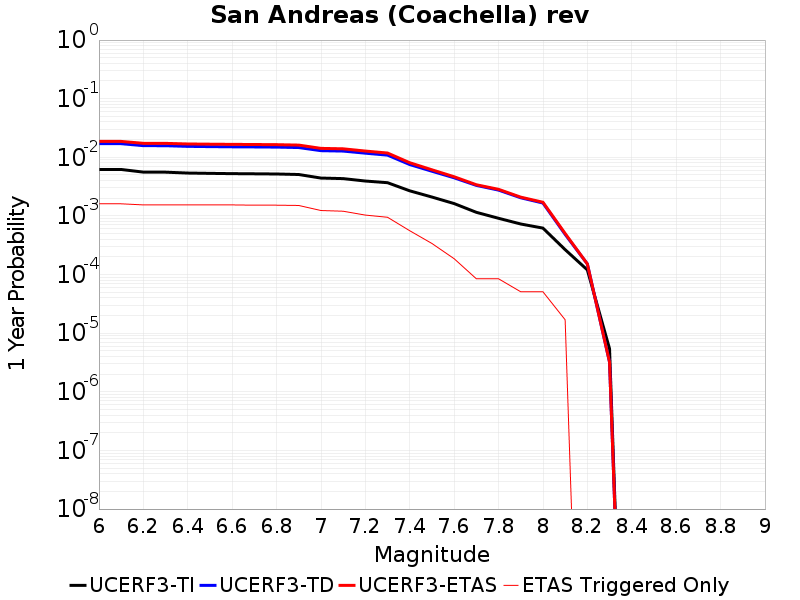 San Andreas (Coachella) rev
10^0
10^-1
10^-2
10^-3
10^-4
10^-5
10^-6
10^-7
10^-8
1 Year Probability
6 6.2 6.4 6.6 6.8 7 7.2 7.4 7.6 7.8 8 8.2 8.4 8.6 8.8 9
Magnitude
UCERF3-TI UCERF3-TD UCERF3-ETAS ETAS Triggered Only